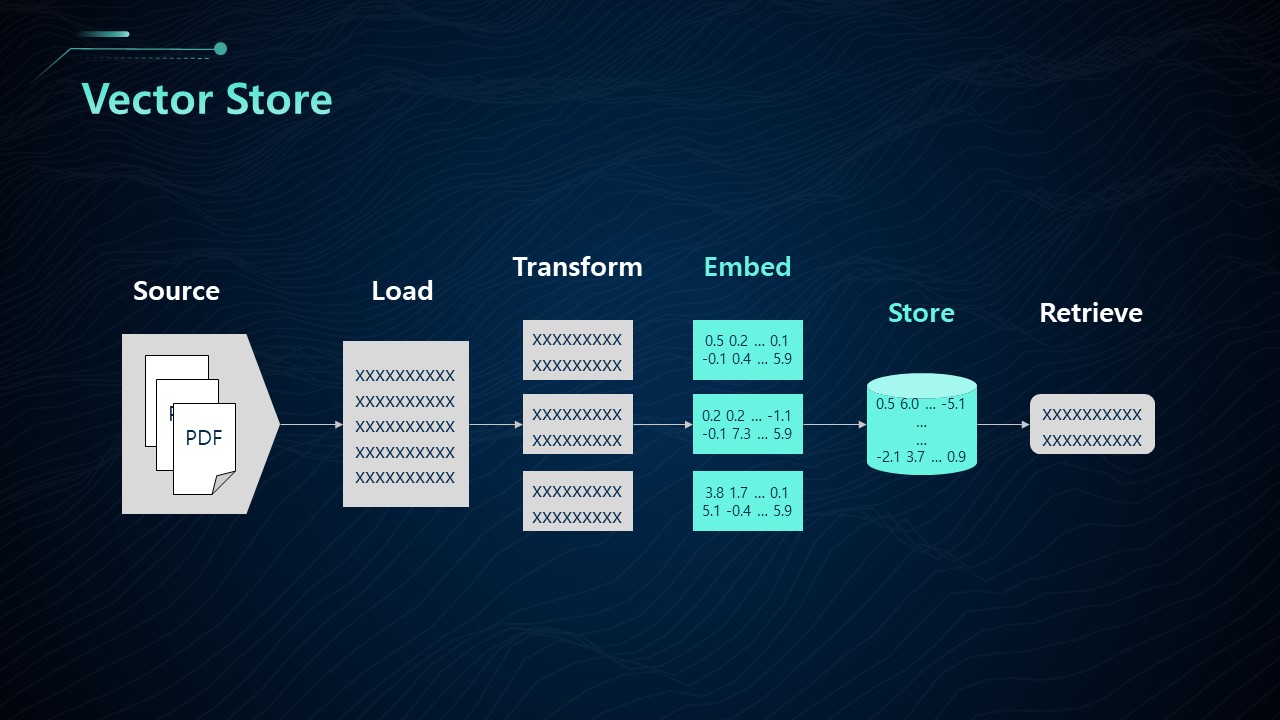 Vector Store
Source
Load
Transform
Embed
Store
Retrieve
PDF
XXXXXXXXXX
XXXXXXXXXX
XXXXXXXXXX
XXXXXXXXXX
XXXXXXXXXX
XXXXXXXXX
XXXXXXXXX
XXXXXXXXX
XXXXXXXXX
XXXXXXXXX
XXXXXXXXX
0.5 0.2 ... 0.1
-0.1 0.4 ... 5.9
0.2 0.2 ... -1.1
-0.1 7.3 ... 5.9
3.8 1.7 ... 0.1
5.1 -0.4 ... 5.9
0.5 6.0 ... -5.1
...
...
-2.1 3.7 ... 0.9
XXXXXXXXXX
XXXXXXXXXX